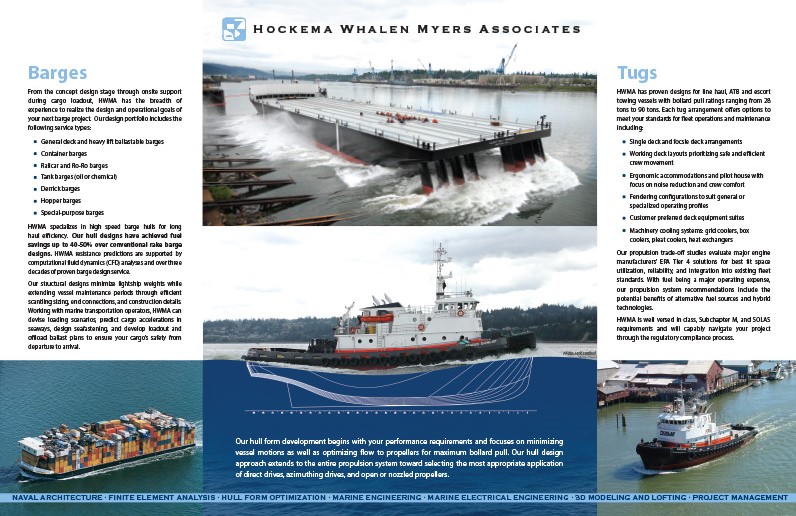 HOCKEMA WHALEN MYERS ASSOCIATES
Barges
From the concept design stage through onsite support
during cargo loadout, HWMA has the breadth of
experience to realize the design and operational goals of
your next barge project. Our design portfolio includes the
following service types:
General deck and heavy lift ballastable barges
Container barges
Railcar and Ro-Ro barges
Tank barges (oil or chemical)
Derrick barges
Hopper barges
Special-purpose barges
HWMA specializes in high speed barge hulls for long
haul efficiency. Our hull designs have achieved fuel
savings up to 40-50% over conventional rake barge
designs. HWMA resistance predictions are supported by
computational fluid dynamics (CFD) analyses and over three
decades of proven barge design service.
Our structural designs minimize lightship weights while
extending vessel maintenance periods through efficient
scantling sizing, end connections, and construction details.
Working with marine transportation operators, HWMA can
devise loading scenarios, predict cargo accelerations in
seaways, design seafastening, and develop loadout and
offload ballast plans to ensure your cargo's safety from
departure to arrival.
Our hull form development begins with your performance requirements and focuses on minimizing
vessel motions as well as optimizing flow to propellers for maximum bollard pull. Our hull design
approach extends to the entire propulsion system toward selecting the most appropriate application
of direct drives, azimuthing drives, and open or nozzled propellers.
Tugs
HWMA has proven designs for line haul, ATB and escort
towing vessels with bollard pull ratings ranging from 28
tons to 90 tons. Each tug arrangement offers options to
meet your standards for fleet operations and maintenance
including:
Single deck and focsle deck arrangements
Working deck layouts prioritizing safe and efficient
crew movement
Ergonomic accommodations and pilot house with
focus on noise reduction and crew comfort
Fendering configurations to suit general or
specialized operating profiles
Customer preferred deck equipment suites
Machinery cooling systems: grid coolers, box
coolers, pleat coolers, heat exchangers
Our propulsion trade-off studies evaluate major engine
manufacturers' EPA Tier 4 solutions for best fit space
utilization, reliability, and integration into existing fleet
standards. With fuel being a major operating expense,
our propulsion system recommendations include the
potential benefits of alternative fuel sources and hybrid
technologies.
HWMA is well versed in class, Subchapter M, and SOLAS
requirements and will capably navigate your project
through the regulatory compliance process.
NAVAL ARCHITECTURE · FINITE ELEMENT ANALYSIS · HULL FORM OPTIMIZATION · MARINE ENGINEERING · MARINE ELECTRICAL ENGINEERING · 3D MODELING AND LOFTING · PROJECT MANAGEMENT